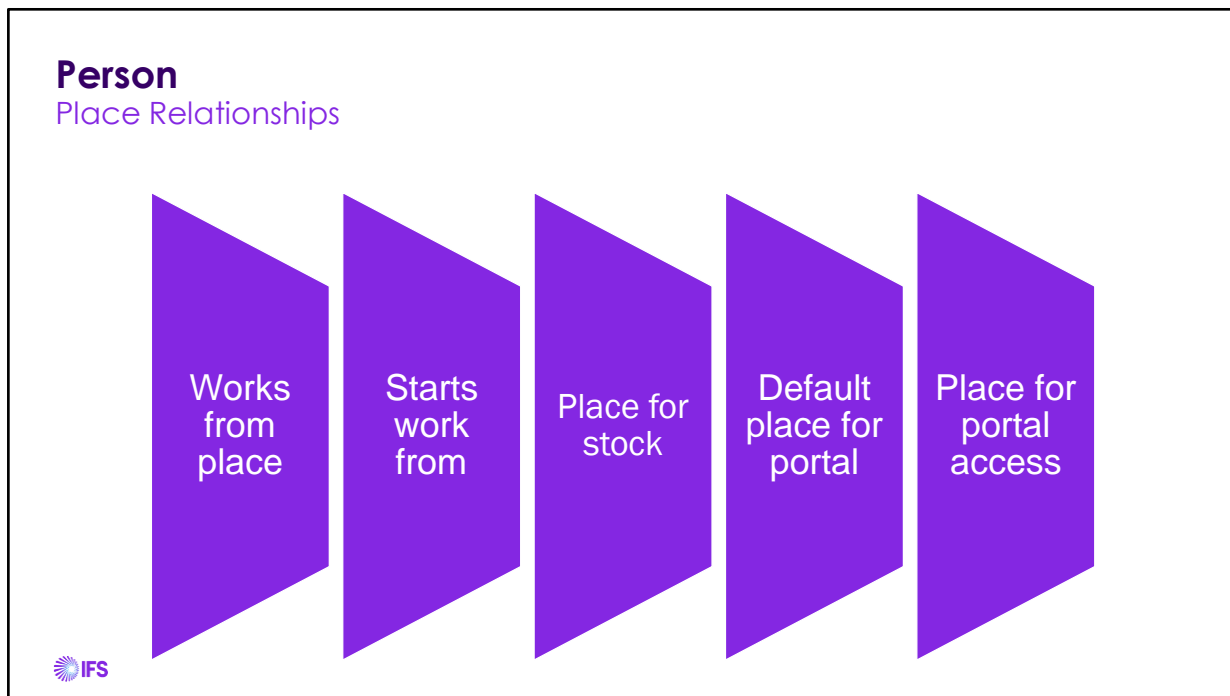 Person
Place Relationships
Works
from
place
Starts
work
from
Place for
stock
Default
place for
portal
Place for
portal
access
IFS